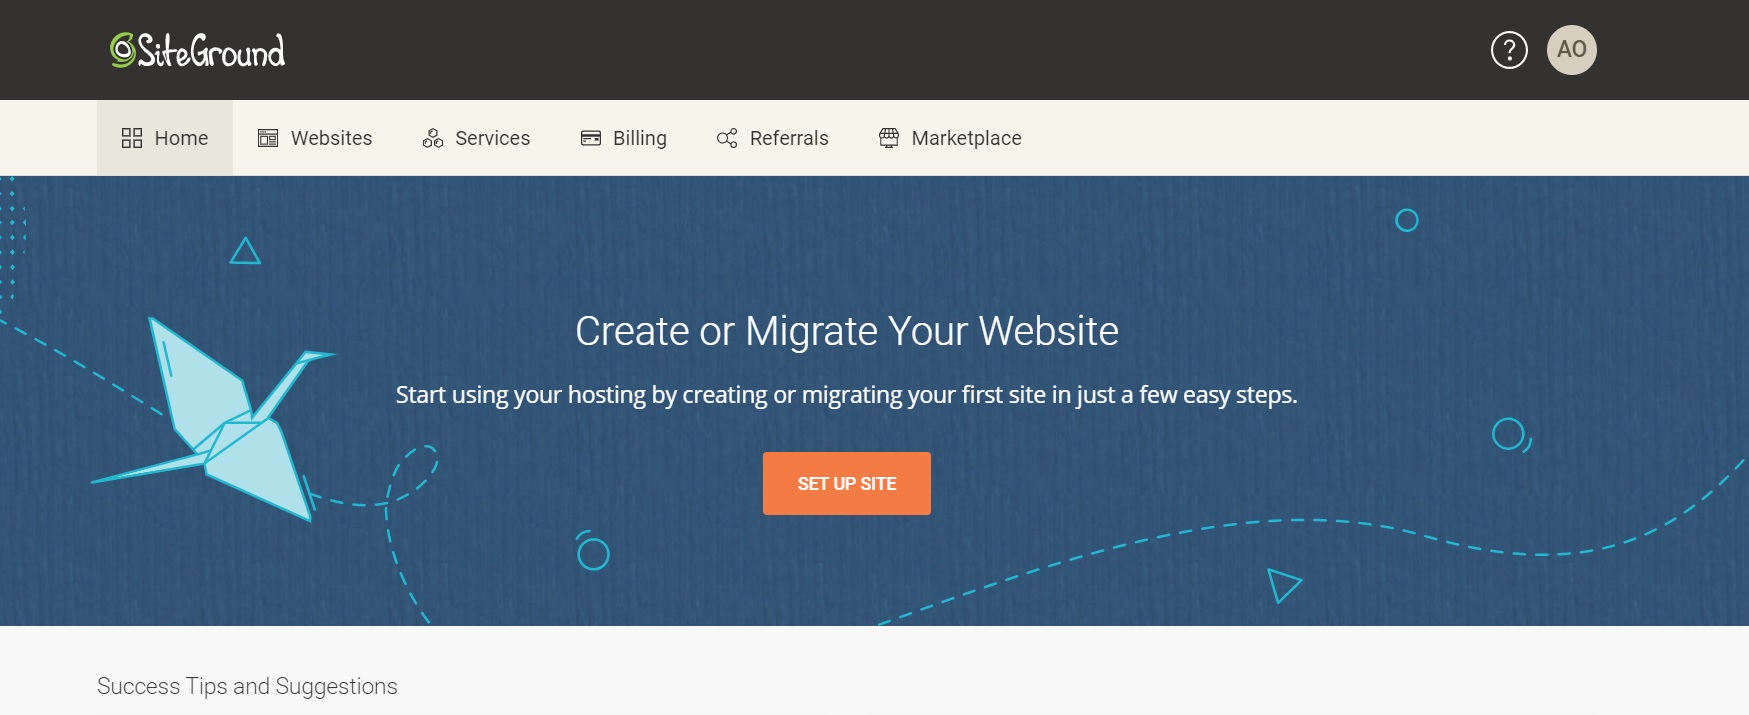 SiteGround
?
AO
Home
Websites
Services
Billing
Referrals
Marketplace
Create or Migrate Your Website
Start using your hosting by creating or migrating your first site in just a few easy steps.
SET UP SITE
Success Tips and Suggestions